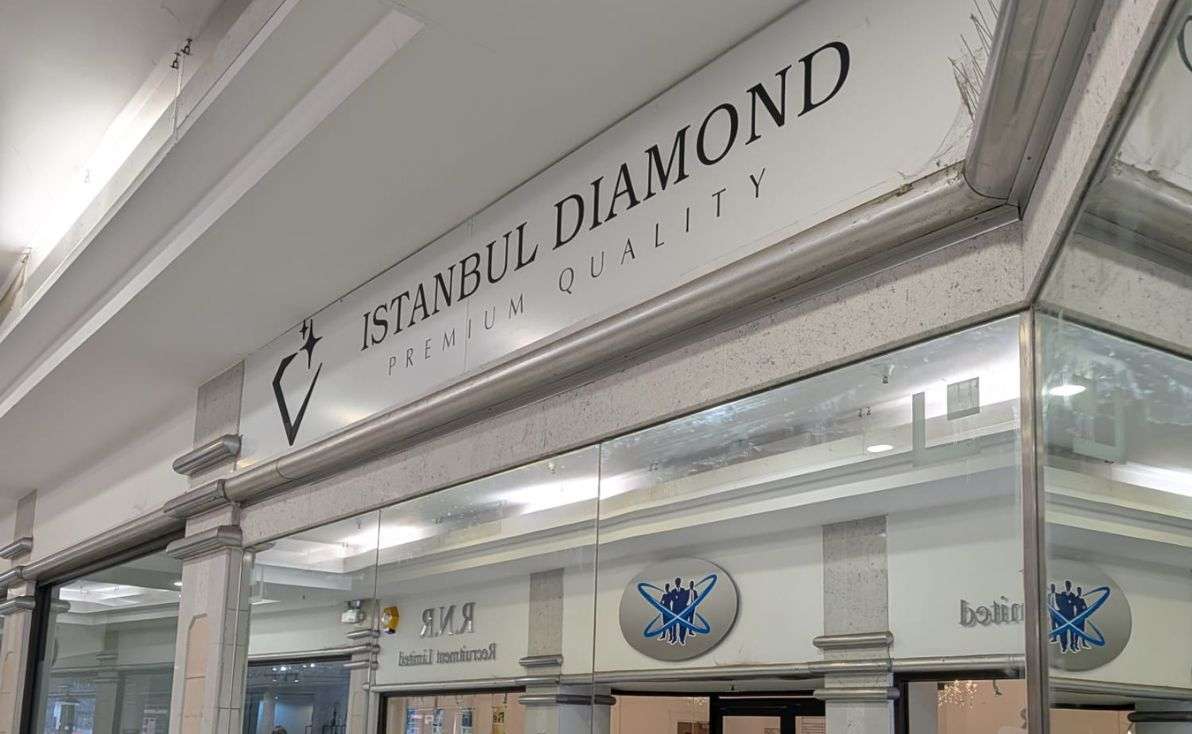 ISTANBUL DIAMOND
PREMIUM QUALITY
RNR
Recruitment Limited